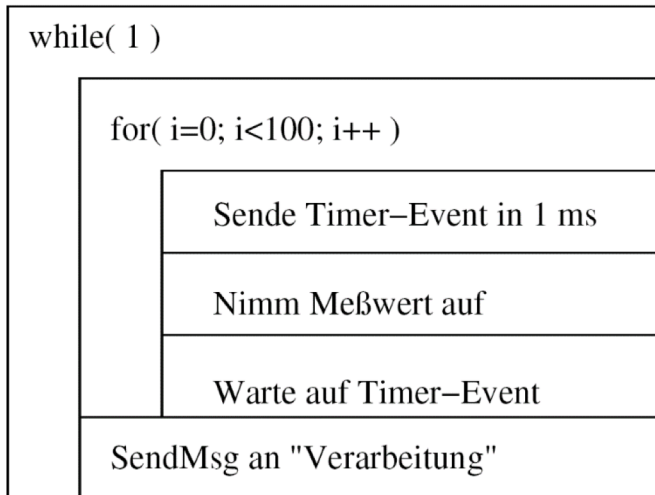 while( 1 )
for( i=0; i<100; i++ )
Sende Timer–Event in 1 ms
Nimm Meßwert auf
Warte auf Timer–Event
SendMsg an "Verarbeitung"